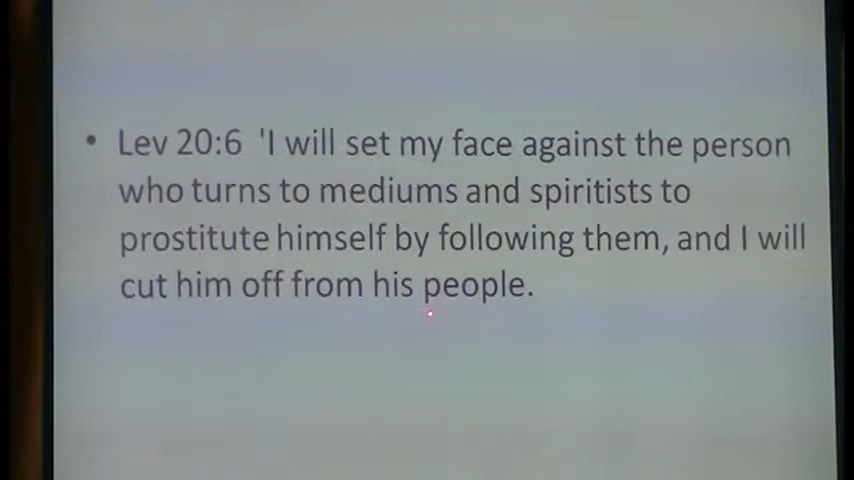 • Lev 20:6 'I will set my face against the person
who turns to mediums and spiritists to
prostitute himself by following them, and I will
cut him off from his people.